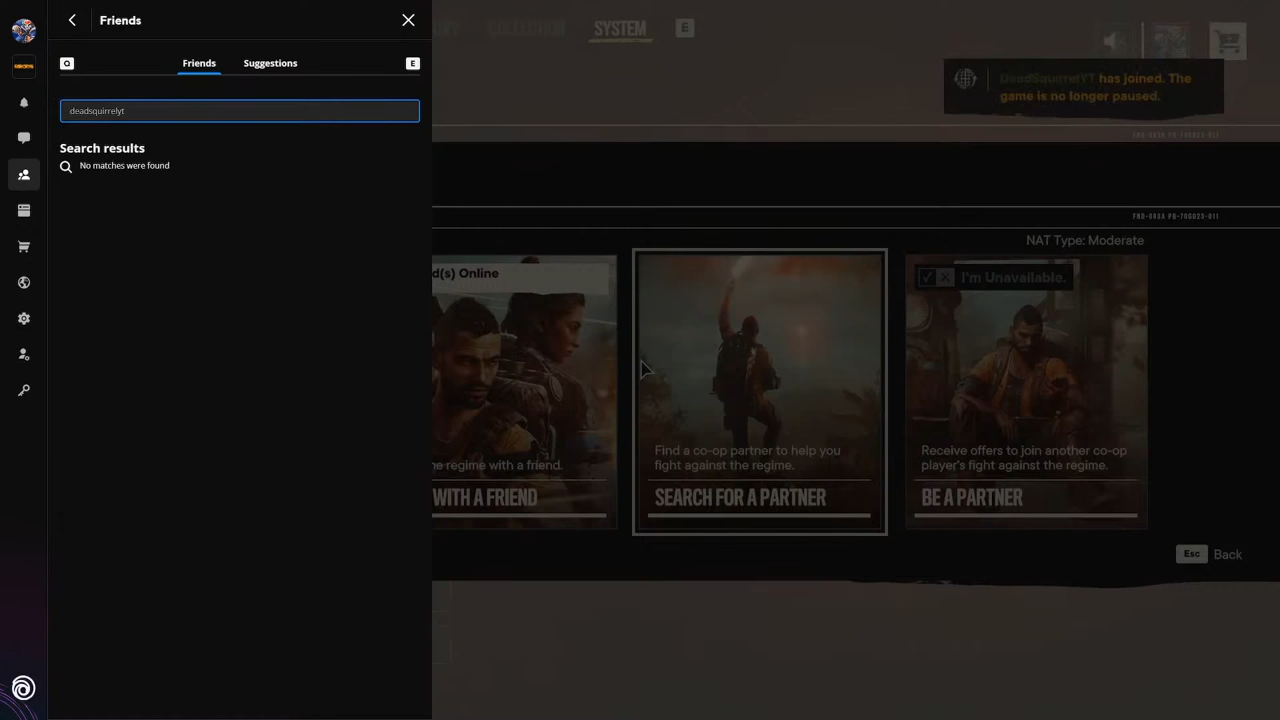 Friends
Q
Friends
Suggestions
E
deadsquirrelyt
Search results
No matches were found
COLLECTION
SYSTEM
E
DeadSquirrelYT has joined. The
game is no longer paused.
NAT Type: Moderate
d(s) Online
regime with a friend.
WITH A FRIEND
Find a co-op partner to help you
fight against the regime.
SEARCH FOR A PARTNER
I'm Unavailable.
Receive offers to join another co-op
player's fight against the regime.
BE A PARTNER
Esc Back